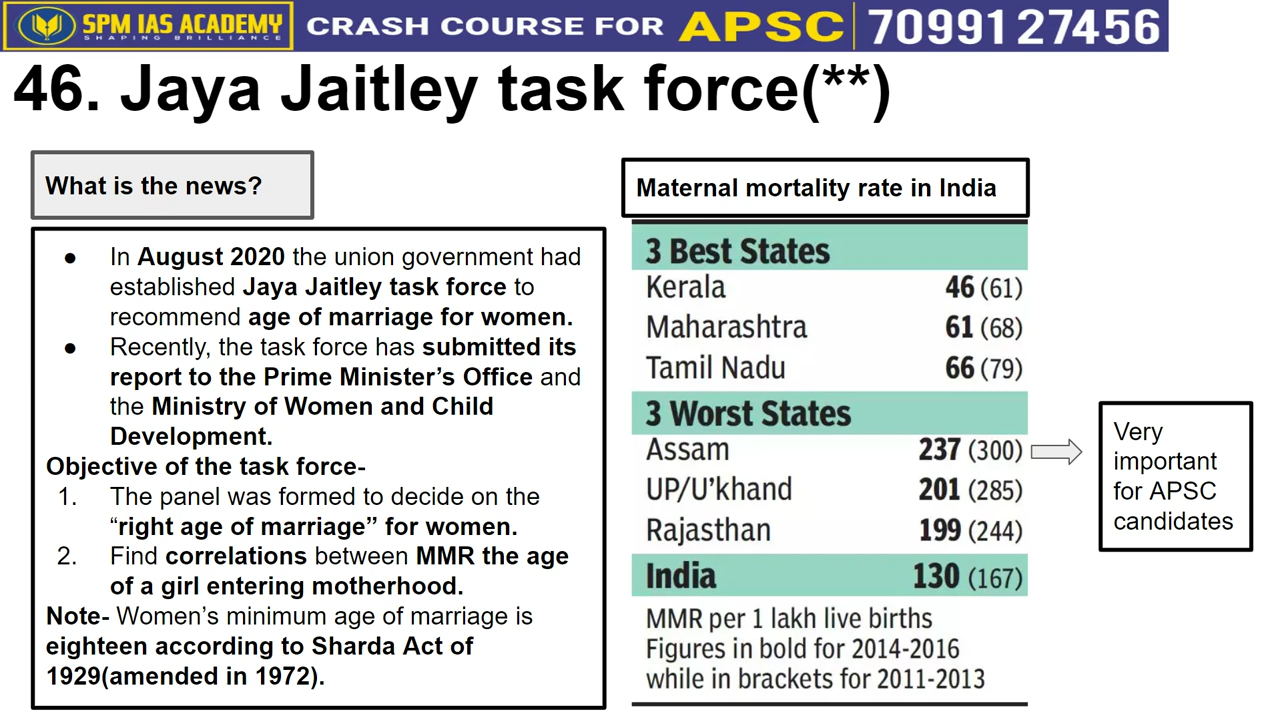 SPM IAS ACADEMY
SHAPING BRILLIANCE
CRASH COURSE FOR APSC 7099127456
46. Jaya Jaitley task force(**)
What is the news?
● In August 2020 the union government had
established Jaya Jaitley task force to
recommend age of marriage for women.
● Recently, the task force has submitted its
report to the Prime Minister’s Office and
the Ministry of Women and Child
Development.
Objective of the task force-
1. The panel was formed to decide on the
“right age of marriage” for women.
2. Find correlations between MMR the age
of a girl entering motherhood.
Note- Women’s minimum age of marriage is
eighteen according to Sharda Act of
1929(amended in 1972).
Maternal mortality rate in India
3 Best States
Kerala 46 (61)
Maharashtra 61 (68)
Tamil Nadu 66 (79)
3 Worst States
Assam 237 (300)
UP/U’khand 201 (285)
Rajasthan 199 (244)
India 130 (167)
MMR per 1 lakh live births
Figures in bold for 2014-2016
while in brackets for 2011-2013
Very
important
for APSC
candidates